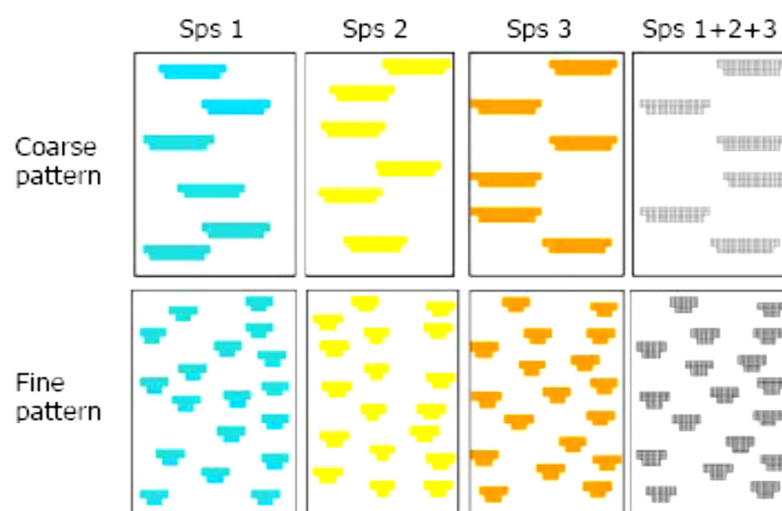 Sps 1
Sps 2
Sps 3
Sps 1+2+3
Coarse
pattern
Fine
pattern